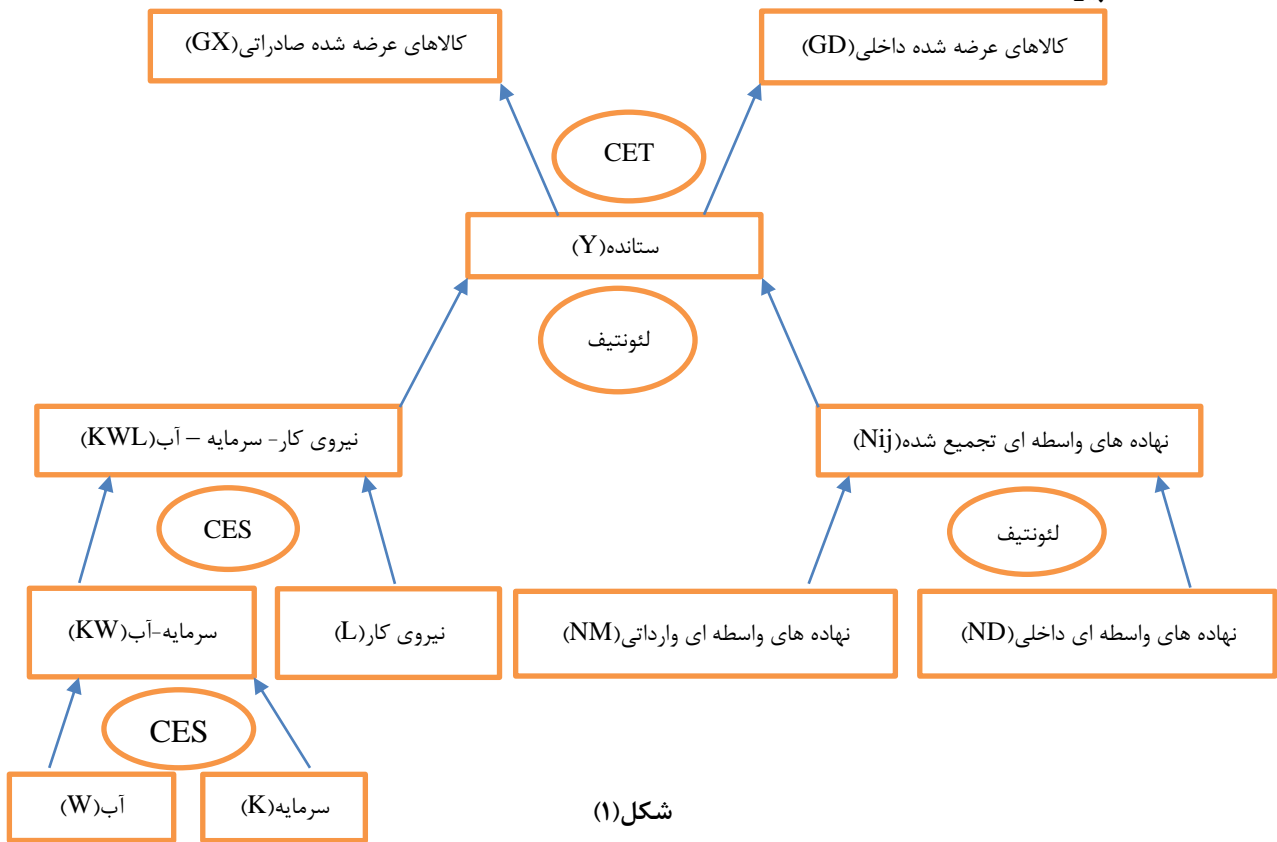 کالاهای عرضه شده داخلی(GD)
کالاهای عرضه شده صادراتی(GX)
CET
ستانده(Y)
لئونتیف
نهاده های واسطه ای تجمیع شده(Nij)
نیروی کار- سرمایه – آب(KWL)
لئونتیف
CES
نهاده های واسطه ای داخلی(ND)
نهاده های واسطه ای وارداتی(NM)
نیروی کار(L)
سرمایه-آب(KW)
CES
سرمایه(K)
آب(W)
شکل(۱)